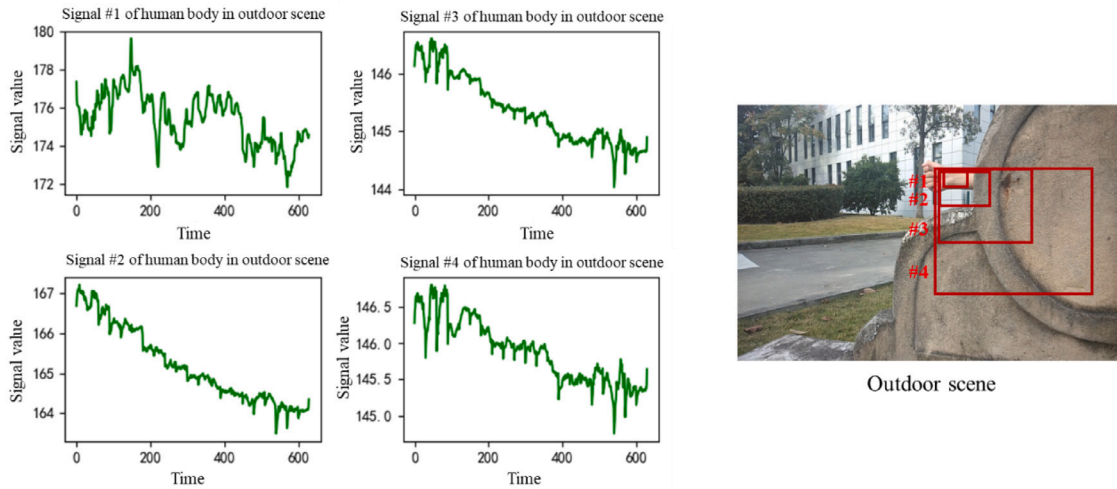 Signal #1 of human body in outdoor scene
180
178
176
174
172
Signal value
0 200 400 600
Time
Signal #3 of human body in outdoor scene
146
145
144
Signal value
0 200 400 600
Time
Signal #2 of human body in outdoor scene
167
166
165
164
Signal value
0 200 400 600
Time
Signal #4 of human body in outdoor scene
146.5
146.0
145.5
145.0
Signal value
0 200 400 600
Time
#1
#2
#3
#4
Outdoor scene